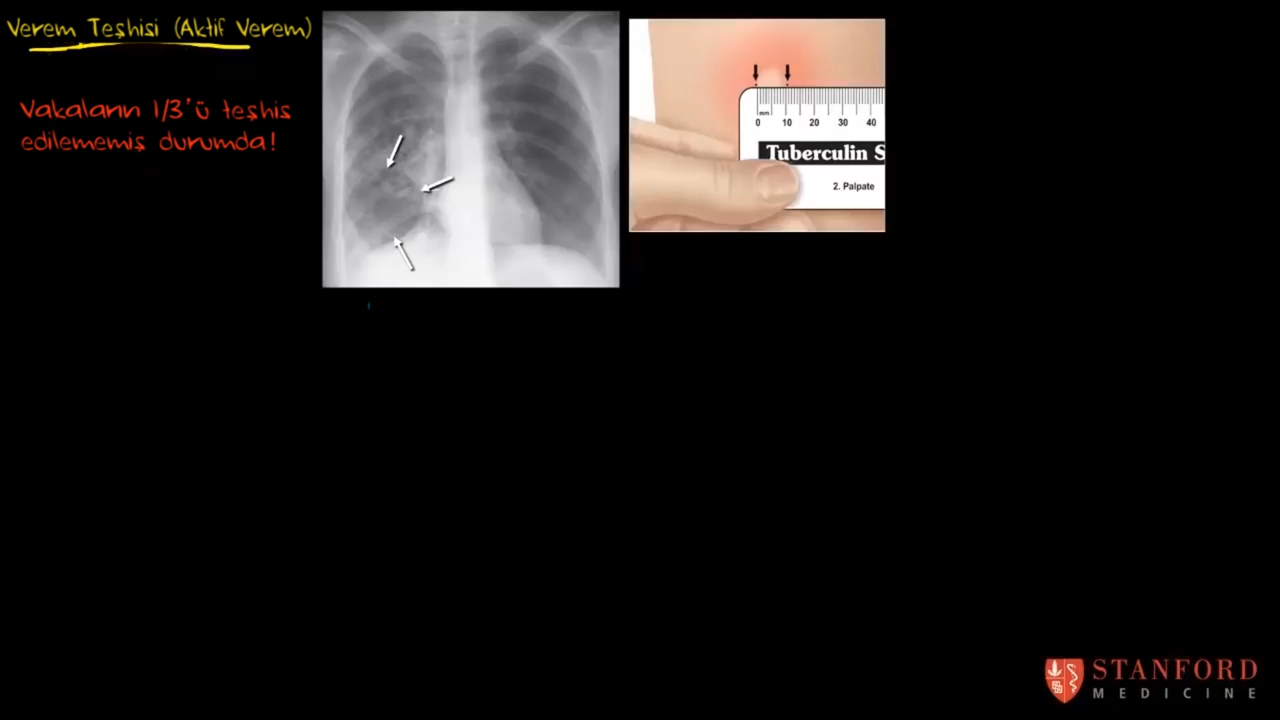 Verem Teşhisi (Aktif Verem)
Vakaların 1/3'ü teşhis
edilememiş durumda!
mm
0 10 20 30 40
Tuberculin S
2. Palpate
STANFORD
MEDICINE